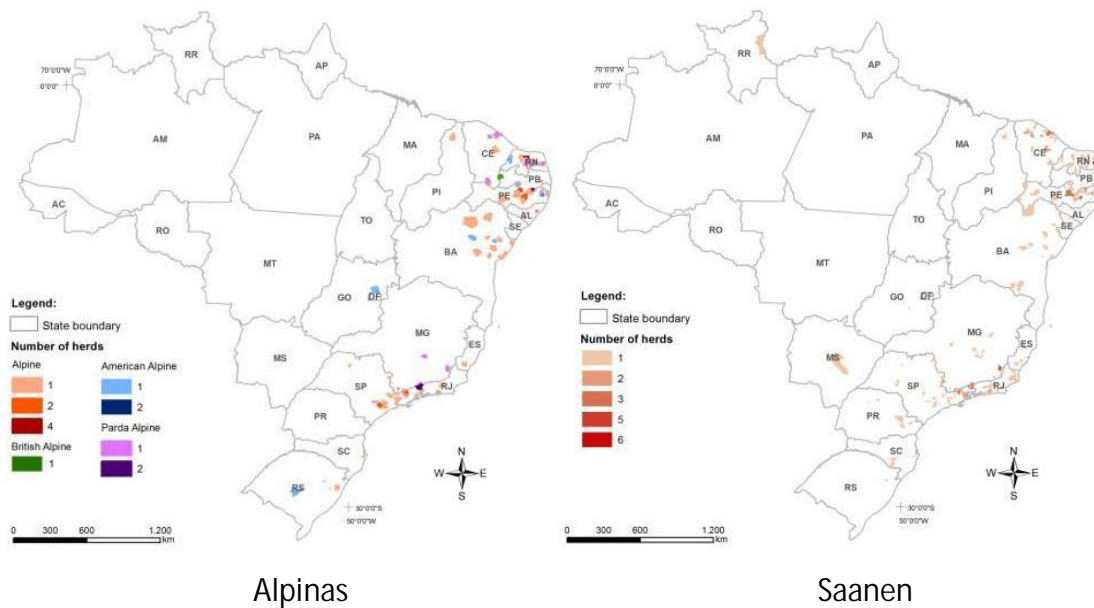 RR
AP
70°0'0"W
0°0'0"
AM
PA
MA
CE
RN
PB
PI
PE
AL
SE
AC
TO
RO
BA
MT
GO
DF
MG
ES
MS
SP
RJ
PR
SC
RS
Legend:
State boundary
Number of herds
Alpine
1
2
4
British Alpine
1
American Alpine
1
2
Parda Alpine
1
2
N
W E
S
30°0'0"S
50°0'0"W
0 300 600 1.200
km
Alpinas
RR
AP
70°0'0"W
0°0'0"
AM
PA
MA
CE
RN
PB
PI
PE
AL
SE
AC
TO
RO
BA
MT
GO
DF
MG
ES
MS
SP
RJ
PR
SC
RS
Legend:
State boundary
Number of herds
1
2
3
5
6
N
W E
S
30°0'0"S
50°0'0"W
0 300 600 1.200
km
Saanen